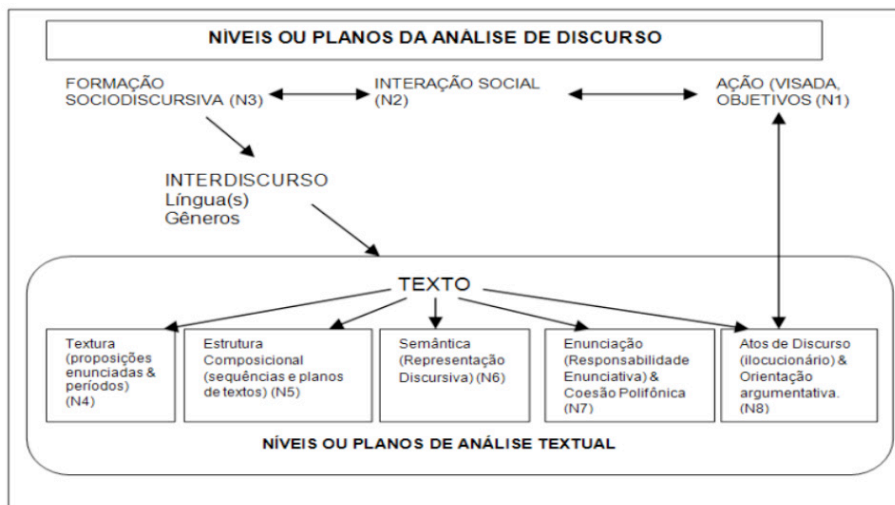 NÍVEIS OU PLANOS DA ANÁLISE DE DISCURSO
FORMAÇÃO
SOCIODISCURSIVA (N3)
INTERAÇÃO SOCIAL
(N2)
AÇÃO (VISADA,
OBJETIVOS (N1)
INTERDISCURSO
Língua(s)
Gêneros
TEXTO
Textura
(proposições
enunciadas &
períodos)
(N4)
Estrutura
Composicional
(sequências e planos
de textos) (N5)
Semântica
(Representação
Discursiva) (N6)
Enunciação
(Responsabilidade
Enunciativa) &
Coesão Polifônica
(N7)
Atos de Discurso
(ilocucionário) &
Orientação
argumentativa.
(N8)
NÍVEIS OU PLANOS DE ANÁLISE TEXTUAL